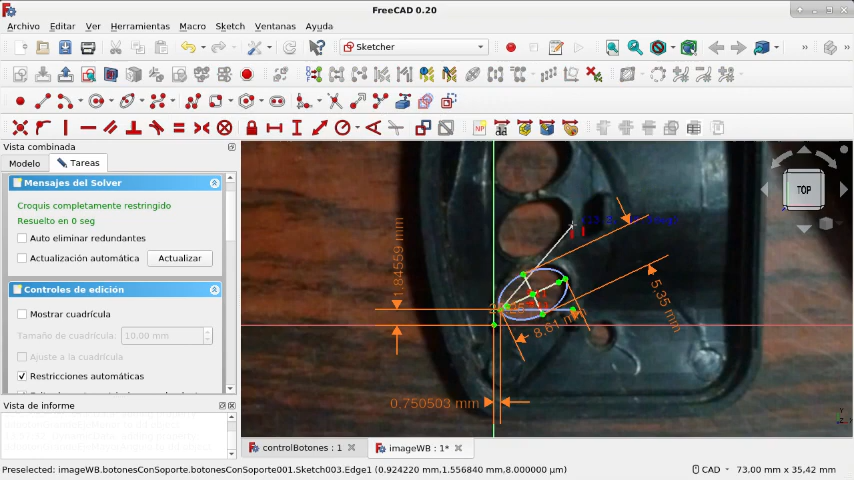 FreeCAD 0.20
Archivo Editar Ver Herramientas Macro Sketch Ventanas Ayuda
Sketcher
Vista combinada
Modelo Tareas
Mensajes del Solver
Croquis completamente restringido
Resuelto en 0 seg
Auto eliminar redundantes
Actualización automática Actualizar
Controles de edición
Mostrar cuadrícula
Tamaño de cuadrícula: 10.00 mm
Ajuste a la cuadrícula
Restricciones automáticas
Vista de informe
TOP
1.84559 mm
8.61 mm
5.35 mm
0.750503 mm
controlBotones : 1 imageWB : 1*
Preselected: imageWB.botonesConSoporte.botonesConSoporte001.Sketch003.Edge1 (0.924220 mm,1.556840 mm,8.000000 µm) CAD 73.00 mm x 35,42 mm